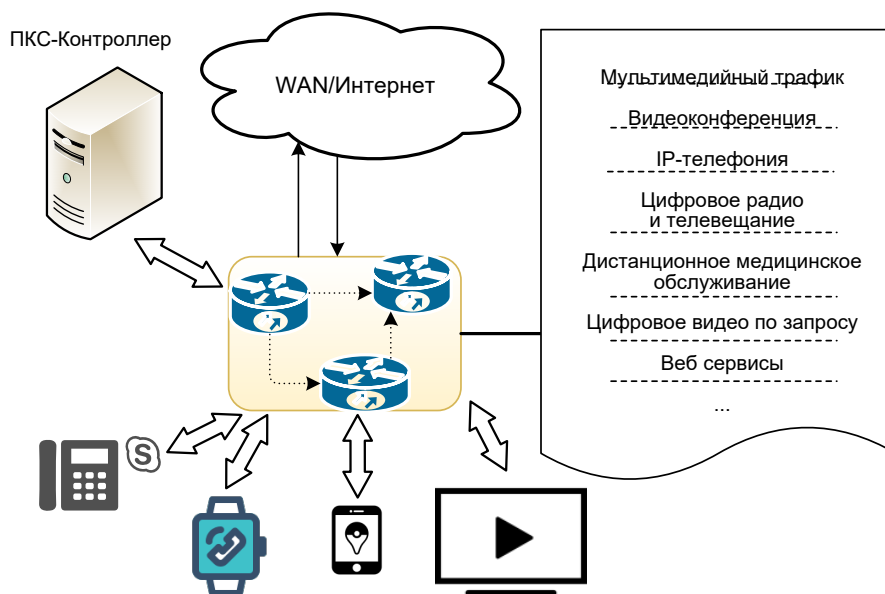 ПКС-Контроллер
WAN/Интернет
Мультимедийный трафик
Видеоконференция
IP-телефония
Цифровое радио
и телевещание
Дистанционное медицинское
обслуживание
Цифровое видео по запросу
Веб сервисы
...
S